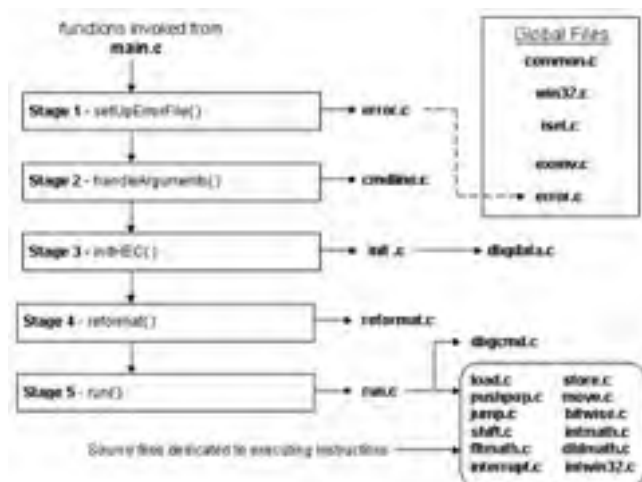 functions invoked from
main.c
Stage 1 - setUpErrorFile()
error.c
Stage 2 - handleArguments()
cmdline.c
Stage 3 - initHEC()
init .c
dbgdata.c
Stage 4 - reformat()
reformat.c
Stage 5 - run()
run.c
dbgcmd.c
Source files dedicated to executing instructions
load.c store.c
pushpop.c move.c
jump.c bitwise.c
shift.c intmath.c
fltmath.c dblmath.c
interrupt.c intwin32.c
Global Files
common.c
win32.c
iset.c
exenv.c
error.c